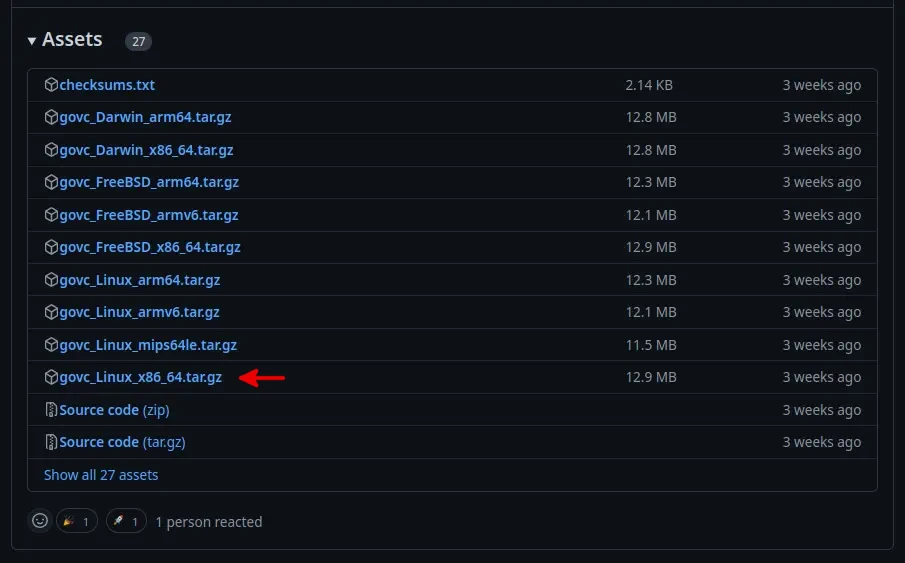 Assets 27
checksums.txt 2.14 KB 3 weeks ago
govc_Darwin_arm64.tar.gz 12.8 MB 3 weeks ago
govc_Darwin_x86_64.tar.gz 12.8 MB 3 weeks ago
govc_FreeBSD_arm64.tar.gz 12.3 MB 3 weeks ago
govc_FreeBSD_armv6.tar.gz 12.1 MB 3 weeks ago
govc_FreeBSD_x86_64.tar.gz 12.9 MB 3 weeks ago
govc_Linux_arm64.tar.gz 12.3 MB 3 weeks ago
govc_Linux_armv6.tar.gz 12.1 MB 3 weeks ago
govc_Linux_mips64le.tar.gz 11.5 MB 3 weeks ago
govc_Linux_x86_64.tar.gz 12.9 MB 3 weeks ago
Source code (zip) 3 weeks ago
Source code (tar.gz) 3 weeks ago
Show all 27 assets
1 1 1 person reacted